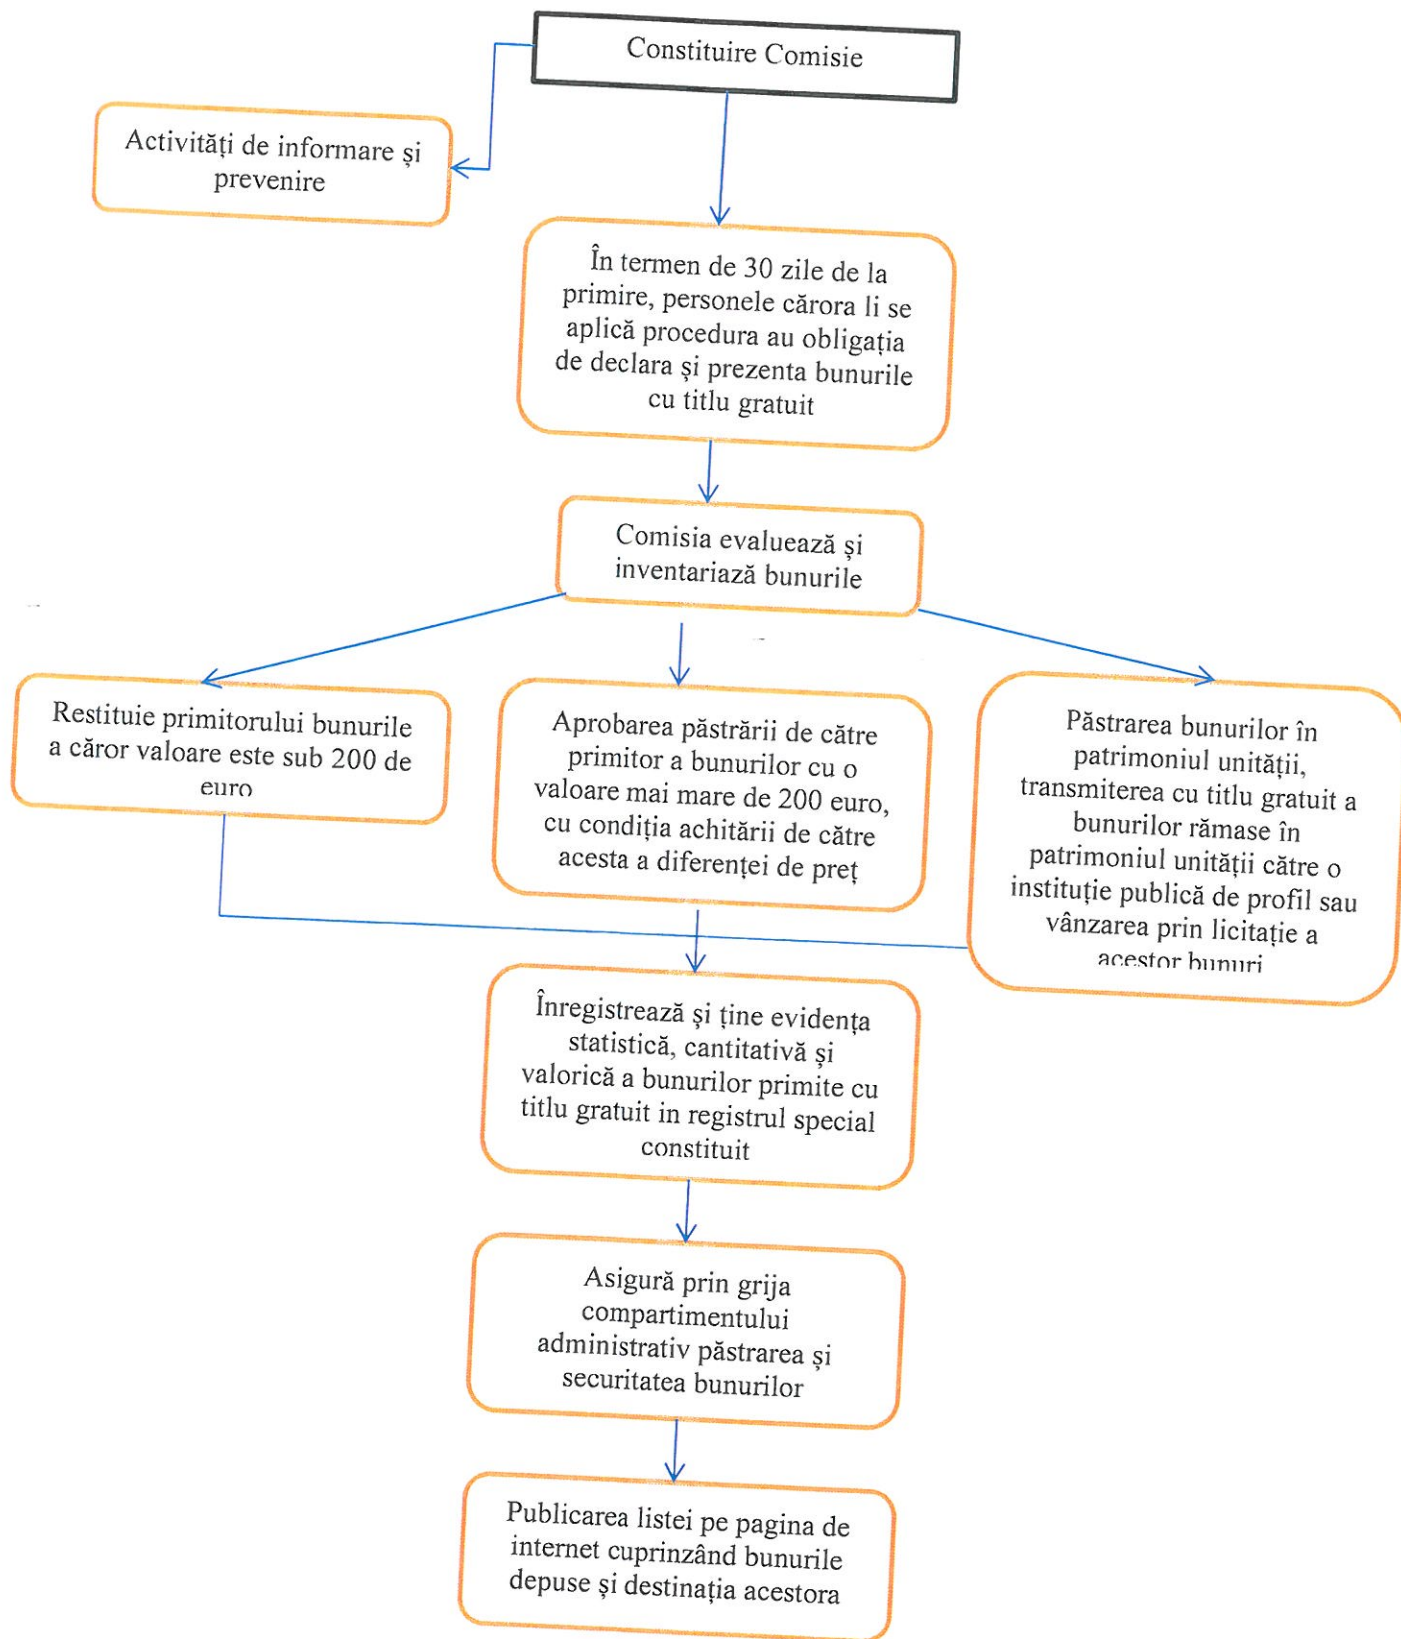 Constituire Comisie
Activități de informare și
prevenire
În termen de 30 zile de la
primire, personele cărora li se
aplică procedura au obligația
de declara și prezenta bunurile
cu titlu gratuit
Comisia evaluează și
inventariază bunurile
Restituie primitorului bunurile
a căror valoare este sub 200 de
euro
Aprobarea păstrării de către
primitor a bunurilor cu o
valoare mai mare de 200 euro,
cu condiția achitării de către
acesta a diferenței de preț
Păstrarea bunurilor în
patrimoniul unității,
transmiterea cu titlu gratuit a
bunurilor rămase în
patrimoniul unității către o
instituție publică de profil sau
vânzarea prin licitație a
acestor bunuri
Înregistrează și ține evidența
statistică, cantitativă și
valorică a bunurilor primite cu
titlu gratuit in registrul special
constituit
Asigură prin grija
compartimentului
administrativ păstrarea și
securitatea bunurilor
Publicarea listei pe pagina de
internet cuprinzând bunurile
depuse și destinația acestora